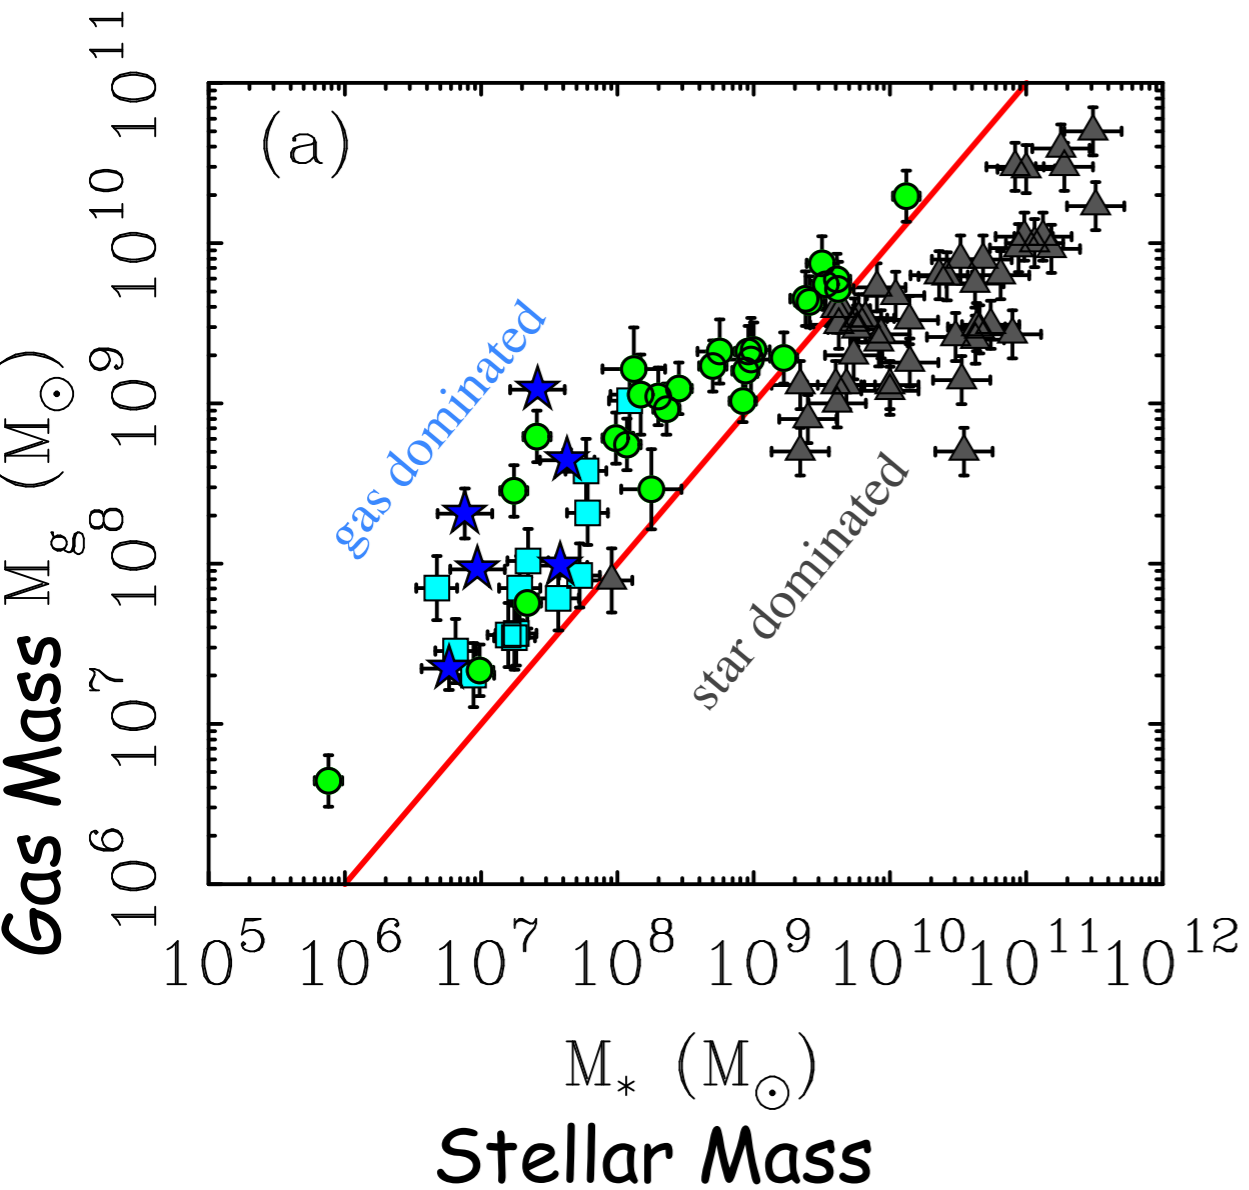 (a)
gas dominated
star dominated
Gas Mass M_g (M_⊙)
10^11
10^10
10^9
10^8
10^7
10^6
10^5 10^6 10^7 10^8 10^9 10^10 10^11 10^12
M_* (M_⊙)
Stellar Mass